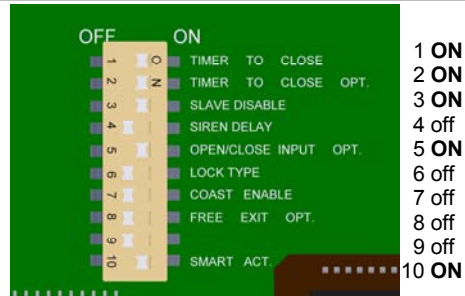 OFF ON
1 O TIMER TO CLOSE
2 N TIMER TO CLOSE OPT.
3 SLAVE DISABLE
4 SIREN DELAY
5 OPEN/CLOSE INPUT OPT.
6 LOCK TYPE
7 COAST ENABLE
8 FREE EXIT OPT.
9
10 SMART ACT.
1 ON
2 ON
3 ON
4 off
5 ON
6 off
7 off
8 off
9 off
10 ON